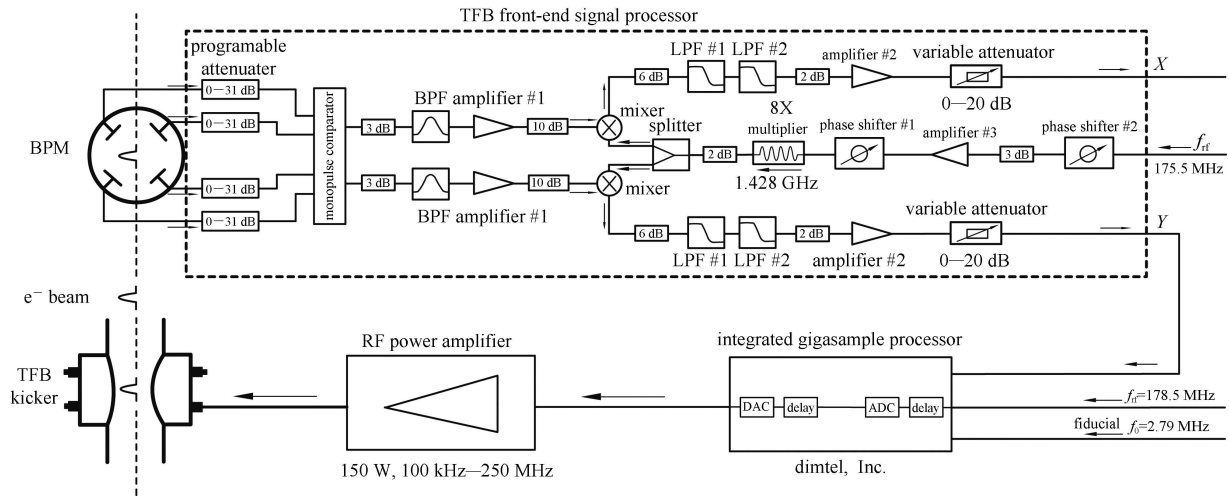 TFB front-end signal processor
programable
attenuater
0—31 dB
0—31 dB
0—31 dB
0—31 dB
BPM
monopulse comparator
3 dB
BPF amplifier #1
10 dB
mixer
3 dB
BPF amplifier #1
10 dB
mixer
6 dB
LPF #1 LPF #2
2 dB
amplifier #2
variable attenuator
0—20 dB
X
splitter
2 dB
8X
multiplier
1.428 GHz
phase shifter #1
amplifier #3
3 dB
phase shifter #2
frf
175.5 MHz
6 dB
LPF #1 LPF #2
2 dB
amplifier #2
variable attenuator
0—20 dB
Y
e− beam
TFB
kicker
RF power amplifier
150 W, 100 kHz—250 MHz
integrated gigasample processor
DAC
delay
ADC
delay
dimtel, Inc.
frf=178.5 MHz
fiducial f0=2.79 MHz